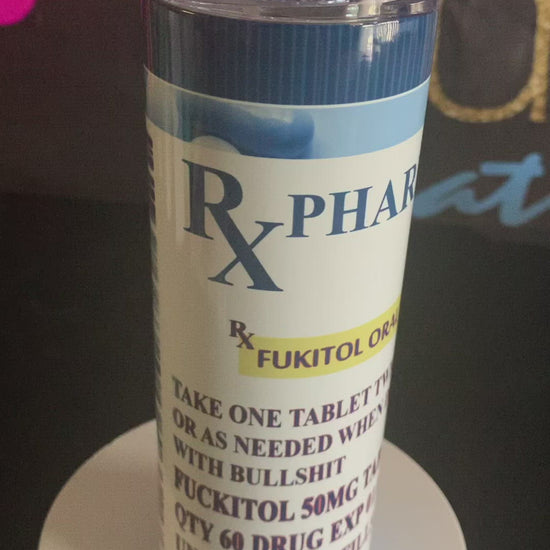 Rx PHAR
Rx FUKITOL ORA
TAKE ONE TABLET TW
OR AS NEEDED WHEN
WITH BULLSHIT
FUCKITOL 50MG TA
QTY 60 DRUG EXP